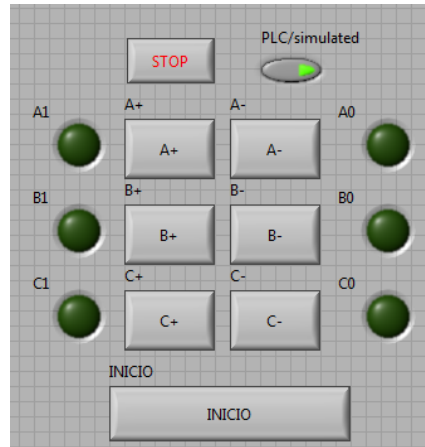 PLC/simulated
STOP
A1 A+ A- A0
A+ A-
B1 B+ B- B0
B+ B-
C1 C+ C- C0
C+ C-
INICIO
INICIO